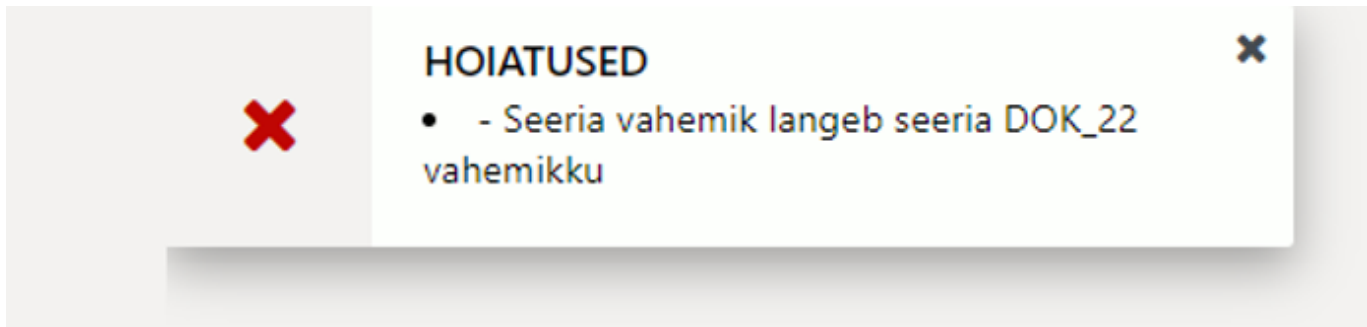 HOIATUSED
• - Seeria vahemik langeb seeria DOK_22
vahemikku